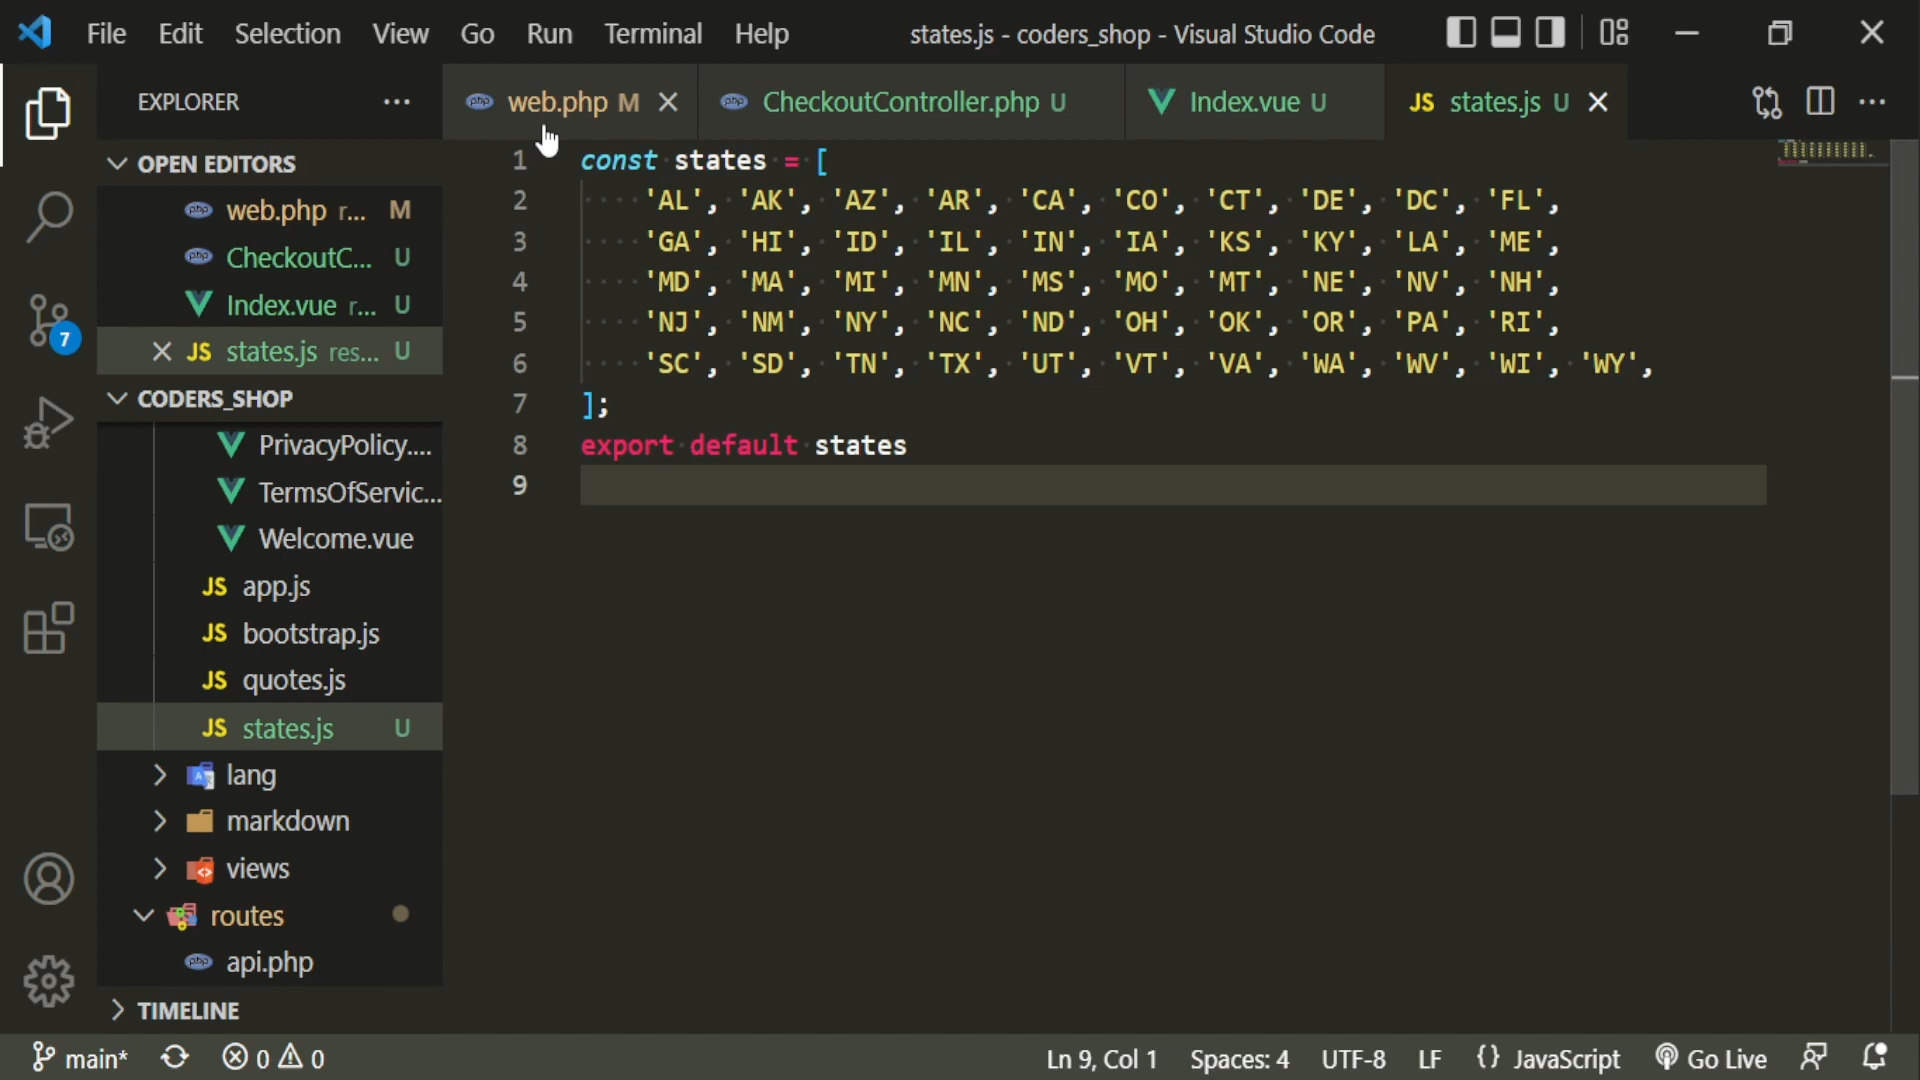 File Edit Selection View Go Run Terminal Help states.js - coders_shop - Visual Studio Code
EXPLORER ···
web.php M
CheckoutController.php U
Index.vue U
JS states.js U
OPEN EDITORS
web.php r... M
CheckoutC... U
Index.vue r... U
JS states.js res... U
CODERS_SHOP
PrivacyPolicy....
TermsOfServic...
Welcome.vue
JS app.js
JS bootstrap.js
JS quotes.js
JS states.js U
lang
markdown
views
routes
api.php
TIMELINE
7
1 const states = [
2 'AL', 'AK', 'AZ', 'AR', 'CA', 'CO', 'CT', 'DE', 'DC', 'FL',
3 'GA', 'HI', 'ID', 'IL', 'IN', 'IA', 'KS', 'KY', 'LA', 'ME',
4 'MD', 'MA', 'MI', 'MN', 'MS', 'MO', 'MT', 'NE', 'NV', 'NH',
5 'NJ', 'NM', 'NY', 'NC', 'ND', 'OH', 'OK', 'OR', 'PA', 'RI',
6 'SC', 'SD', 'TN', 'TX', 'UT', 'VT', 'VA', 'WA', 'WV', 'WI', 'WY',
7 ];
8 export default states
9
main* 0 0 Ln 9, Col 1 Spaces: 4 UTF-8 LF {} JavaScript Go Live